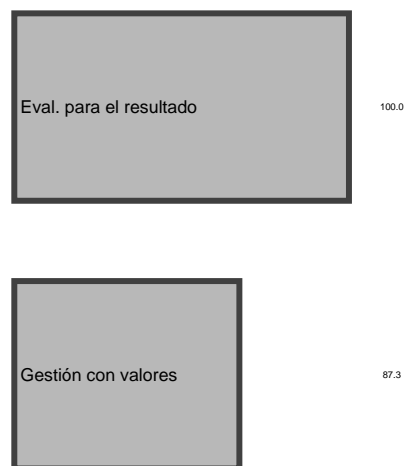 Eval. para el resultado 100.0
Gestión con valores 87.3